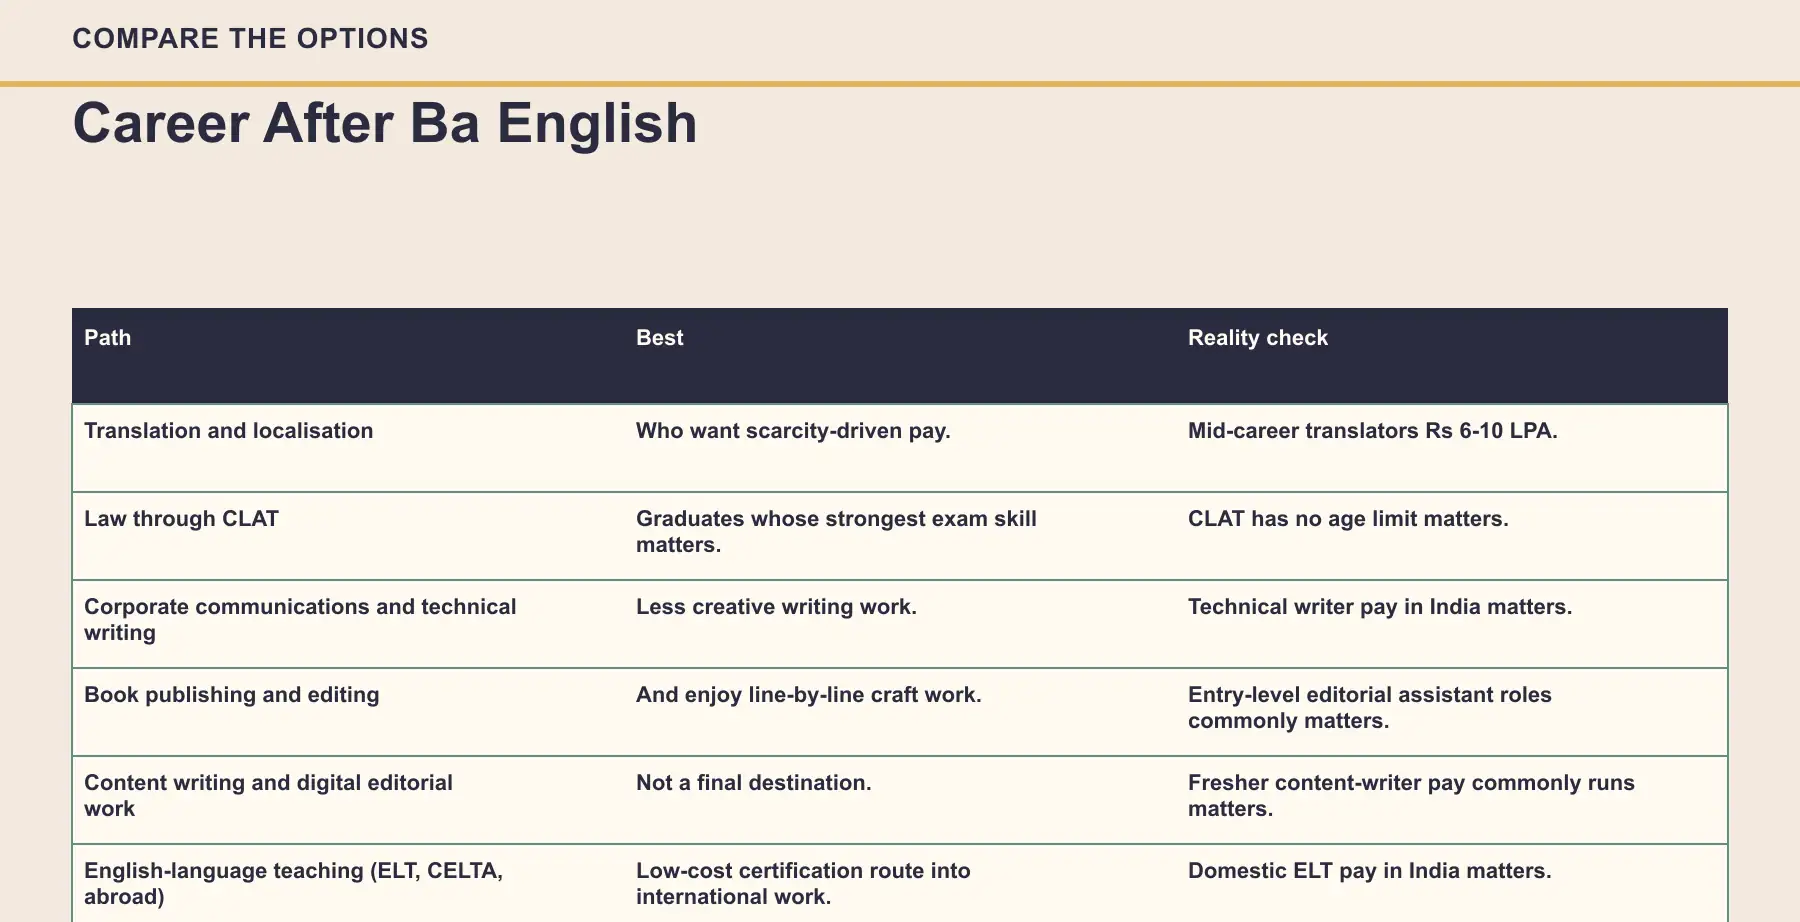 COMPARE THE OPTIONS
Career After Ba English
Path
Best
Reality check
Translation and localisation
Who want scarcity-driven pay.
Mid-career translators Rs 6-10 LPA.
Law through CLAT
Graduates whose strongest exam skill
matters.
CLAT has no age limit matters.
Corporate communications and technical
writing
Less creative writing work.
Technical writer pay in India matters.
Book publishing and editing
And enjoy line-by-line craft work.
Entry-level editorial assistant roles
commonly matters.
Content writing and digital editorial
work
Not a final destination.
Fresher content-writer pay commonly runs
matters.
English-language teaching (ELT, CELTA,
abroad)
Low-cost certification route into
international work.
Domestic ELT pay in India matters.